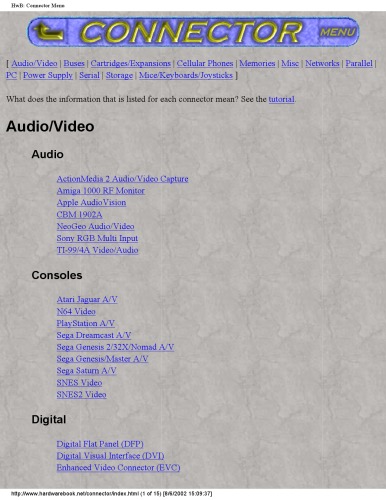 HwB: Connector Menu
CONNECTOR MENU
[ Audio/Video | Buses | Cartridges/Expansions | Cellular Phones | Memories | Misc | Networks | Parallel |
PC | Power Supply | Serial | Storage | Mice/Keyboards/Joysticks ]
What does the information that is listed for each connector mean? See the tutorial.
Audio/Video
Audio
ActionMedia 2 Audio/Video Capture
Amiga 1000 RF Monitor
Apple AudioVision
CBM 1902A
NeoGeo Audio/Video
Sony RGB Multi Input
TI-99/4A Video/Audio
Consoles
Atari Jaguar A/V
N64 Video
PlayStation A/V
Sega Dreamcast A/V
Sega Genesis 2/32X/Nomad A/V
Sega Genesis/Master A/V
Sega Saturn A/V
SNES Video
SNES2 Video
Digital
Digital Flat Panel (DFP)
Digital Visual Interface (DVI)
Enhanced Video Connector (EVC)
http://www.hardwarebook.net/connector/index.html (1 of 15) [8/6/2002 15:09:37]